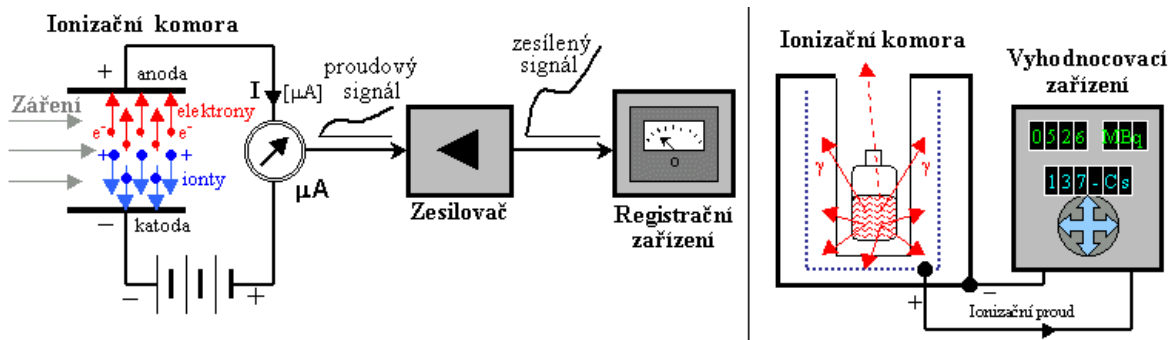 Ionizační komora
+
anoda
Záření
elektrony
e⁻
e⁻
+
+
ionty
−
katoda
−
+
I
[μA]
μA
proudový
signál
Zesilovač
zesílený
signál
Registrační
zařízení
Ionizační komora
γ
γ
+
−
Ionizační proud
Vyhodnocovací
zařízení
0526 MBq
137-Cs